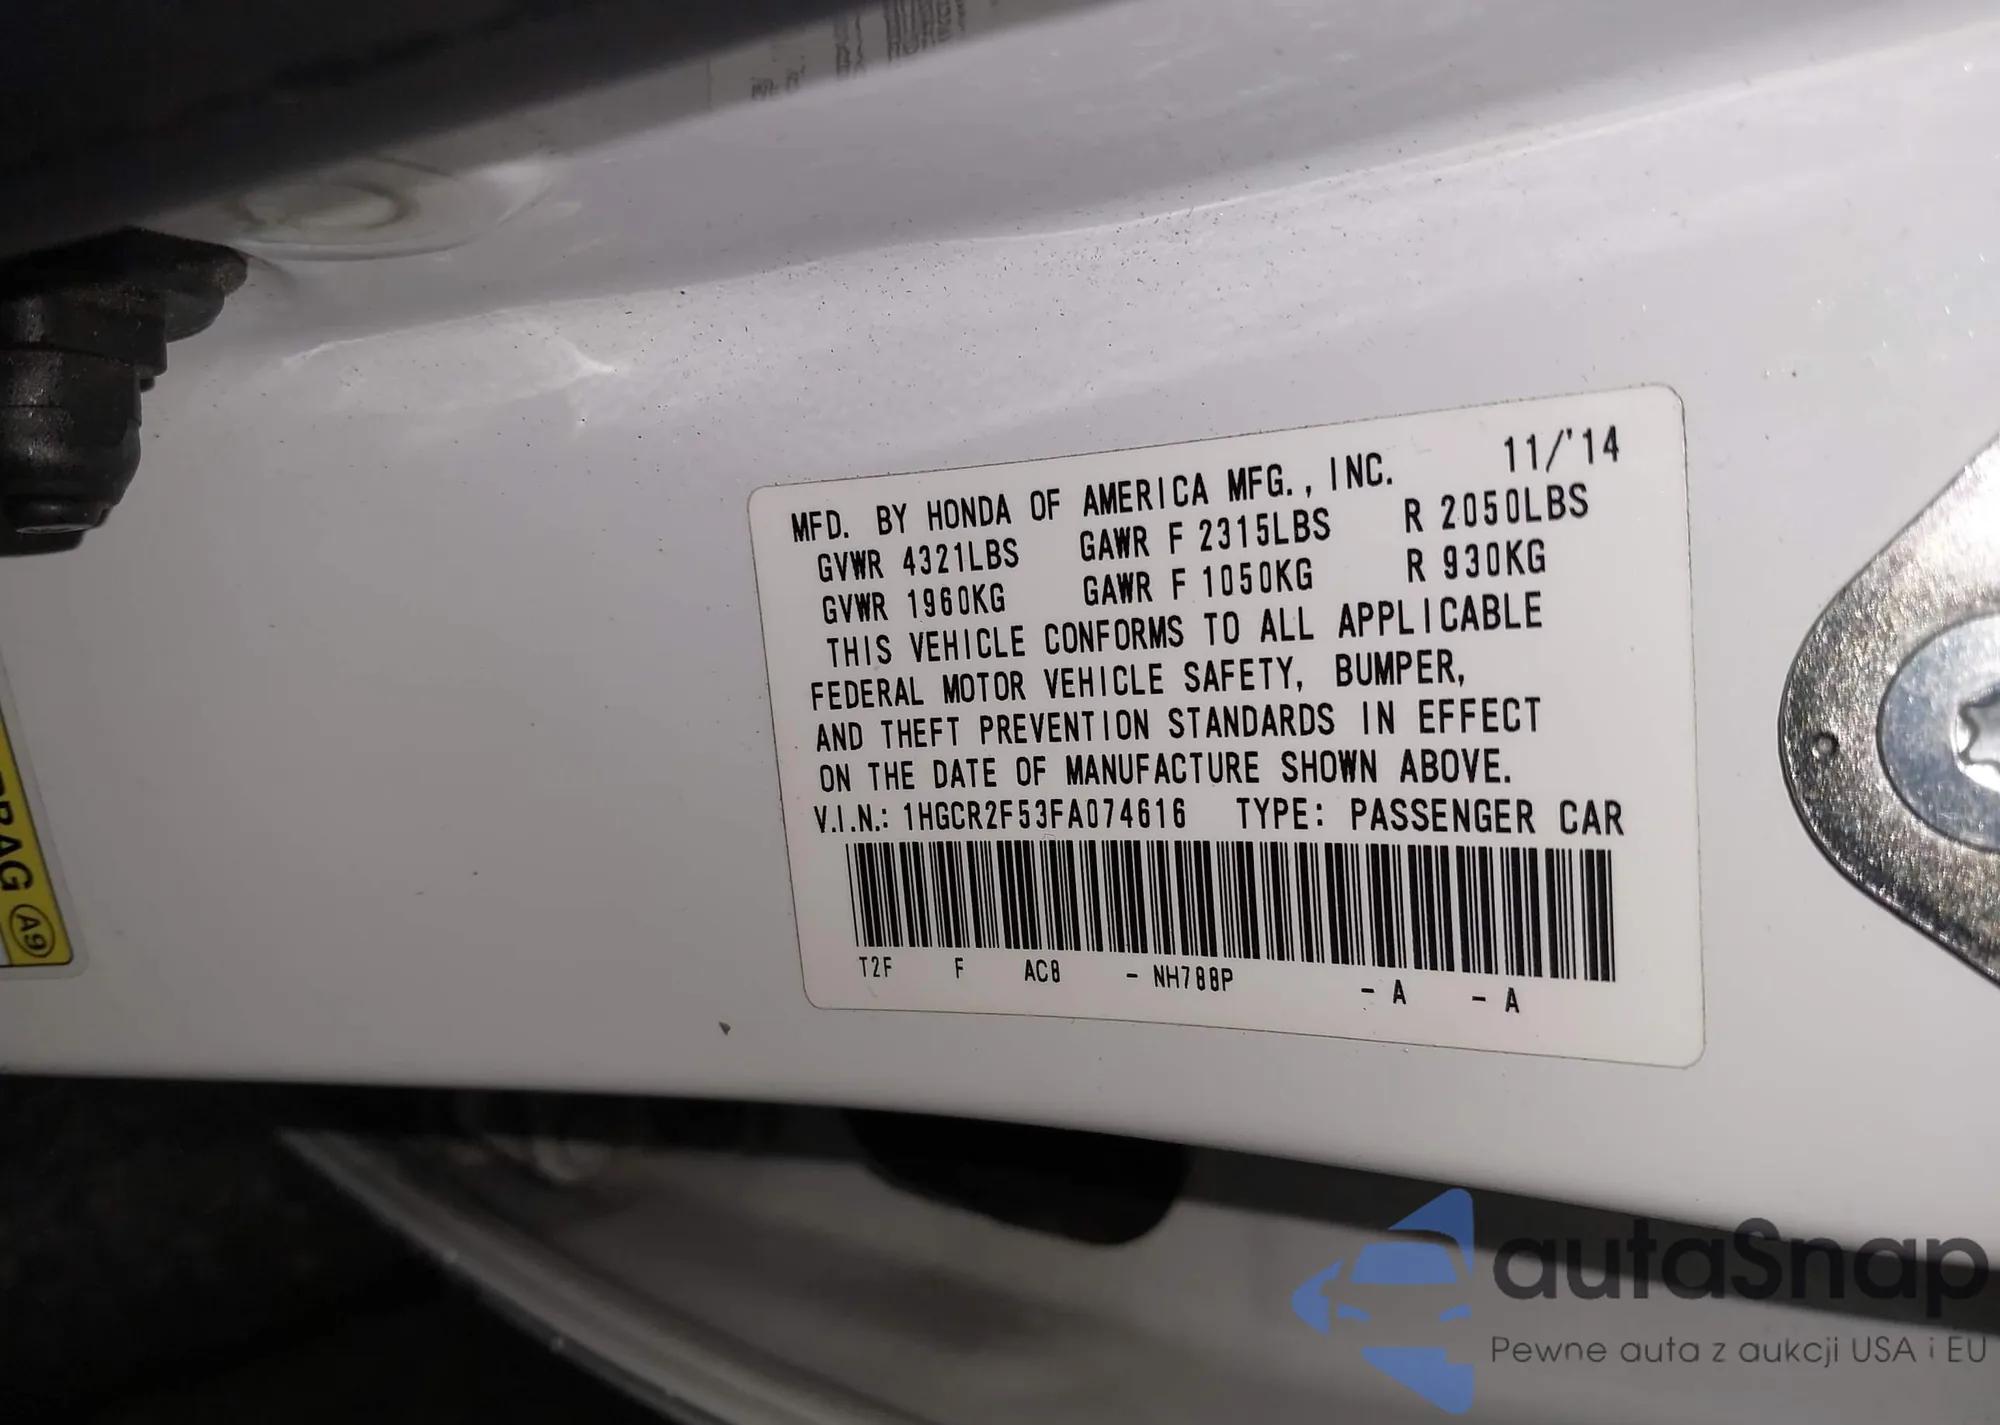 MFD. BY HONDA OF AMERICA MFG., INC. 11/'14
GVWR 4321LBS GAWR F 2315LBS R 2050LBS
GVWR 1960KG GAWR F 1050KG R 930KG
THIS VEHICLE CONFORMS TO ALL APPLICABLE
FEDERAL MOTOR VEHICLE SAFETY, BUMPER,
AND THEFT PREVENTION STANDARDS IN EFFECT
ON THE DATE OF MANUFACTURE SHOWN ABOVE.
V.I.N.: 1HGCR2F53FA074616 TYPE: PASSENGER CAR
T2F F AC8 - NH788P - A - A
A9
autaSnap
Pewne auta z aukcji USA i EU